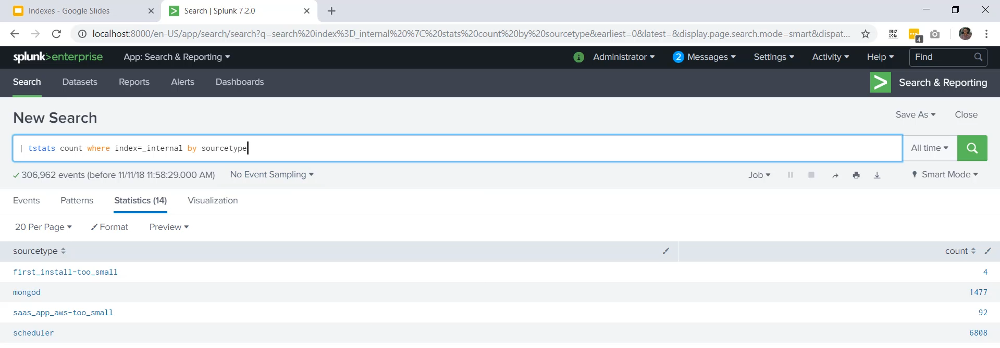 Indexes - Google Slides
Search | Splunk 7.2.0
localhost:8000/en-US/app/search/search?q=search%20index%3D_internal%20%7C%20stats%20count%20by%20sourcetype&earliest=0&latest=&display.page.search.mode=smart&dispat...
4
splunk>enterprise App: Search & Reporting i Administrator 2 Messages Settings Activity Help Find
Search Datasets Reports Alerts Dashboards > Search & Reporting
New Search Save As Close
| tstats count where index=_internal by sourcetype All time
306,962 events (before 11/11/18 11:58:29.000 AM) No Event Sampling Job Smart Mode
Events Patterns Statistics (14) Visualization
20 Per Page Format Preview
sourcetype count
first_install-too_small 4
mongod 1477
saas_app_aws-too_small 92
scheduler 6808